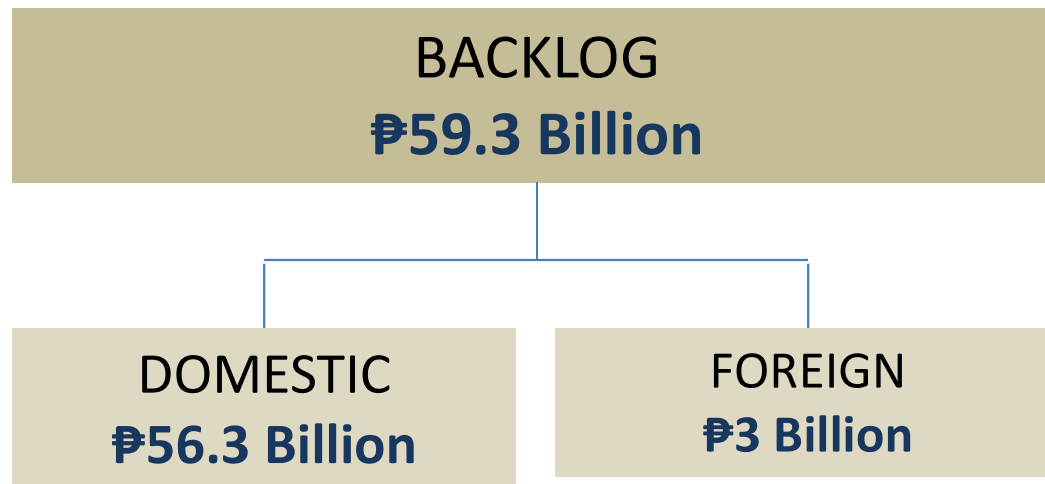 BACKLOG
₱59.3 Billion
DOMESTIC
₱56.3 Billion
FOREIGN
₱3 Billion